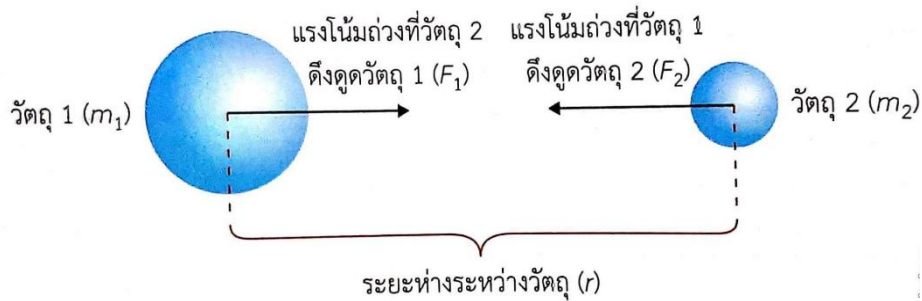 แรงโน้มถ่วงที่วัตถุ 2
ดึงดูดวัตถุ 1 (F₁)
แรงโน้มถ่วงที่วัตถุ 1
ดึงดูดวัตถุ 2 (F₂)
วัตถุ 1 (m₁)
วัตถุ 2 (m₂)
ระยะห่างระหว่างวัตถุ (r)